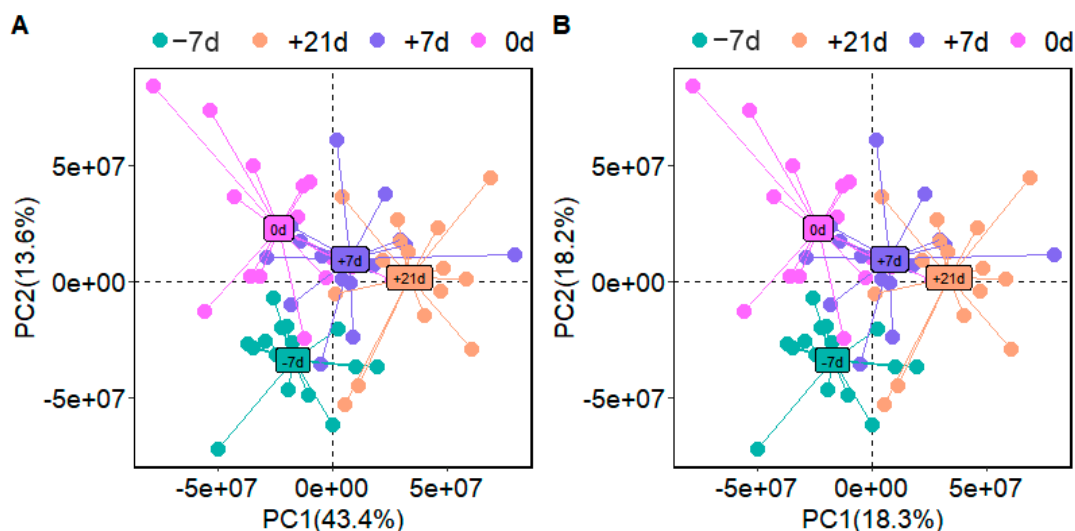 A
−7d +21d +7d 0d
PC2(13.6%)
5e+07
0e+00
-5e+07
0d
+7d
+21d
−7d
-5e+07 0e+00 5e+07
PC1(43.4%)
B
−7d +21d +7d 0d
PC2(18.2%)
5e+07
0e+00
-5e+07
0d
+7d
+21d
−7d
-5e+07 0e+00 5e+07
PC1(18.3%)